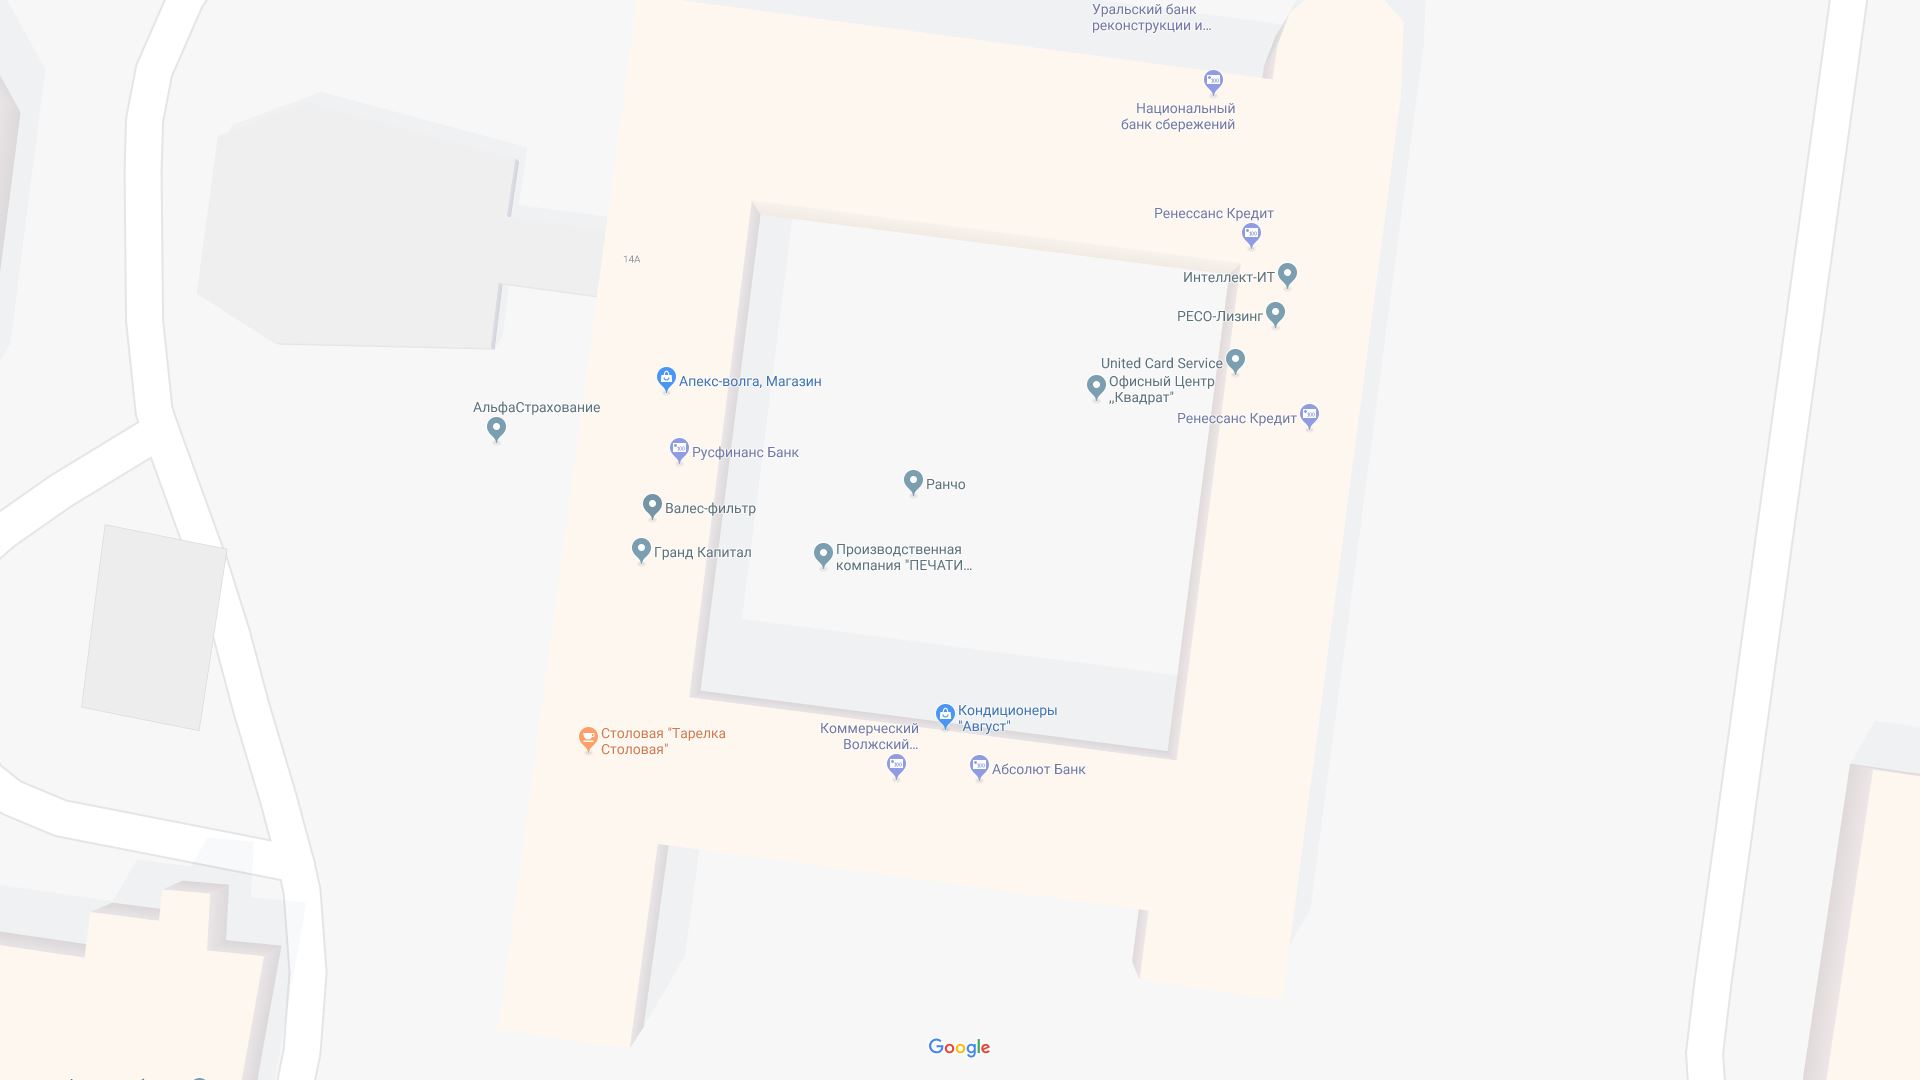 Уральский банк
реконструкции и...
Национальный
банк сбережений
Ренессанс Кредит
14А
Интеллект-ИТ
РЕСО-Лизинг
United Card Service
Офисный Центр
,,Квадрат"
Апекс-волга, Магазин
АльфаСтрахование
Ренессанс Кредит
Русфинанс Банк
Ранчо
Валес-фильтр
Гранд Капитал
Производственная
компания "ПЕЧАТИ...
Кондиционеры
"Август"
Коммерческий
Волжский...
Столовая "Тарелка
Столовая"
Абсолют Банк
Google